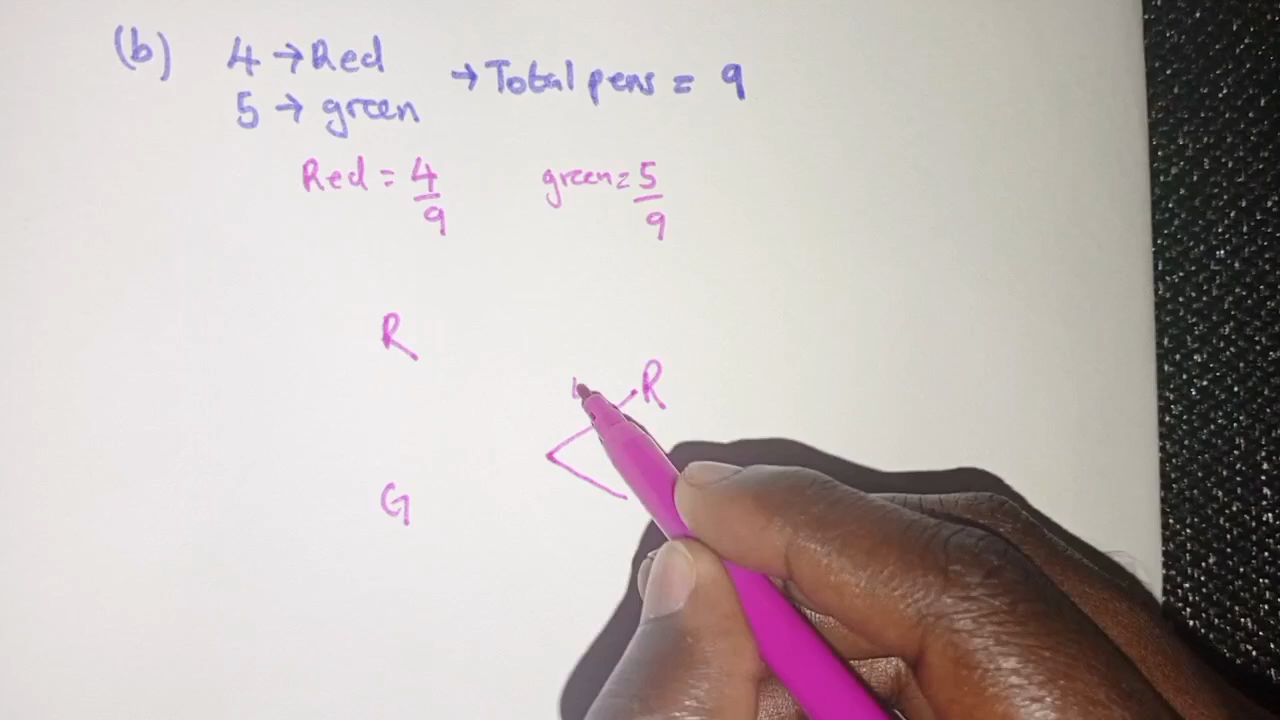 (b) 4 → Red → Total pens = 9
5 → green
Red = 4/9 green = 5/9
R
R
G